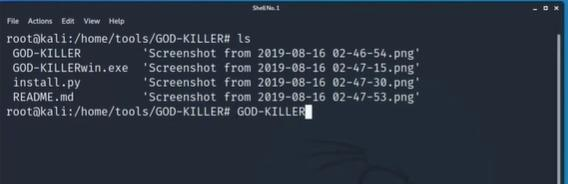 Shell No. 1
File Actions Edit View Help
root@kali:/home/tools/GOD-KILLER# ls
GOD-KILLER 'Screenshot from 2019-08-16 02-46-54.png'
GOD-KILLERwin.exe 'Screenshot from 2019-08-16 02-47-15.png'
install.py 'Screenshot from 2019-08-16 02-47-30.png'
README.md 'Screenshot from 2019-08-16 02-47-53.png'
root@kali:/home/tools/GOD-KILLER# GOD-KILLER